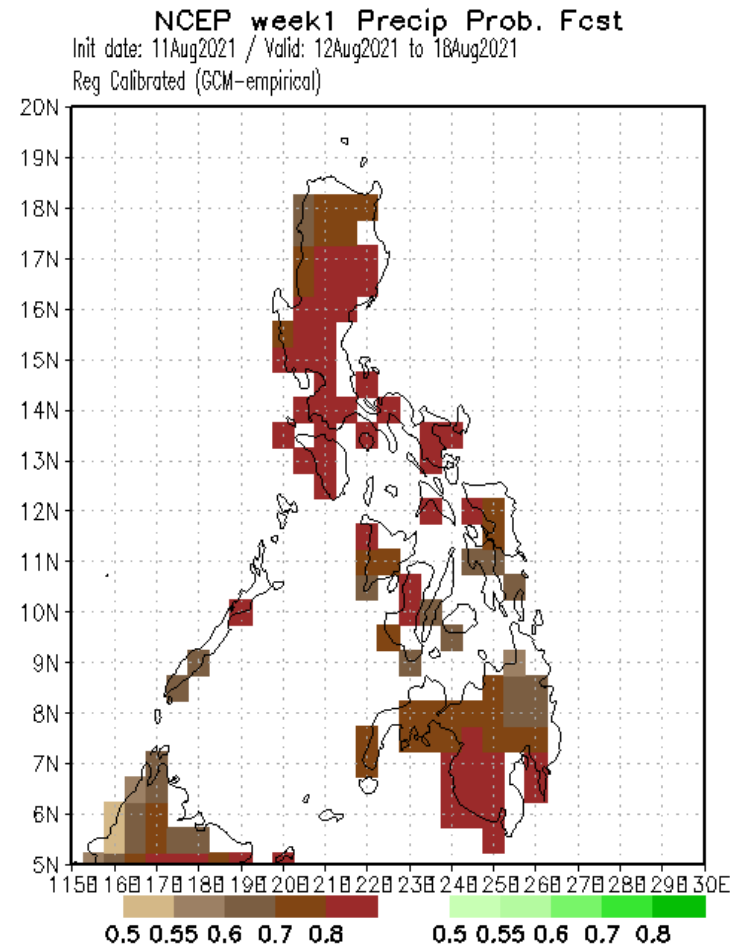 NCEP week1 Precip Prob. Fcst
Init date: 11Aug2021 / Valid: 12Aug2021 to 18Aug2021
Reg Calibrated (GCM-empirical)
20N
19N
18N
17N
16N
15N
14N
13N
12N
11N
10N
9N
8N
7N
6N
5N
115E 116E 117E 118E 119E 120E 121E 122E 123E 124E 125E 126E 127E 128E 129E 130E
0.5 0.55 0.6 0.7 0.8 0.5 0.55 0.6 0.7 0.8